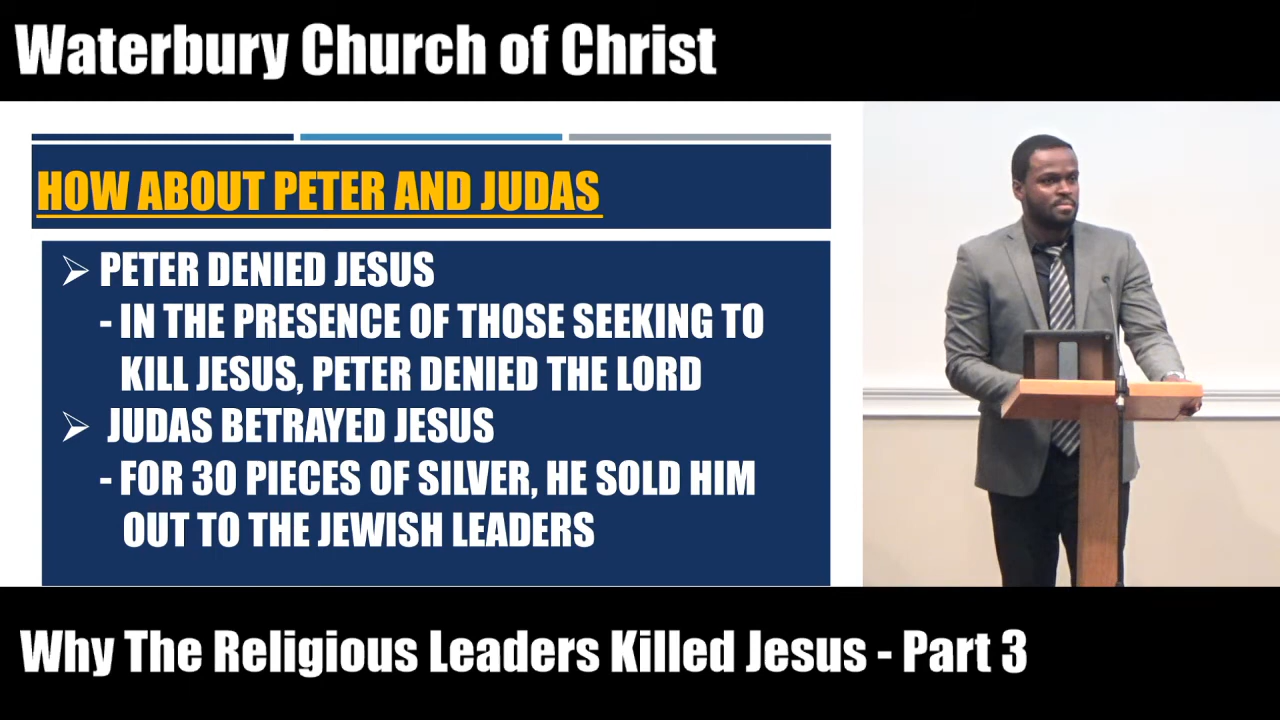 Waterbury Church of Christ
HOW ABOUT PETER AND JUDAS
➢ PETER DENIED JESUS
- IN THE PRESENCE OF THOSE SEEKING TO
KILL JESUS, PETER DENIED THE LORD
➢ JUDAS BETRAYED JESUS
- FOR 30 PIECES OF SILVER, HE SOLD HIM
OUT TO THE JEWISH LEADERS
Why The Religious Leaders Killed Jesus - Part 3